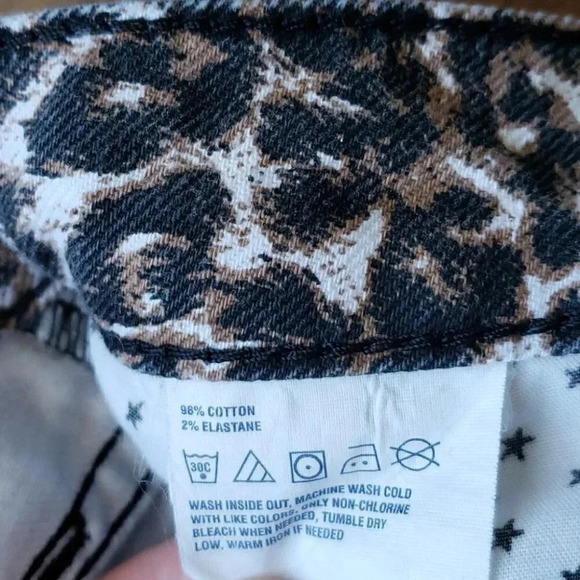 98% COTTON
2% ELASTANE
30C
WASH INSIDE OUT, MACHINE WASH COLD
WITH LIKE COLORS, ONLY NON-CHLORINE
BLEACH WHEN NEEDED, TUMBLE DRY
LOW. WARM IRON IF NEEDED